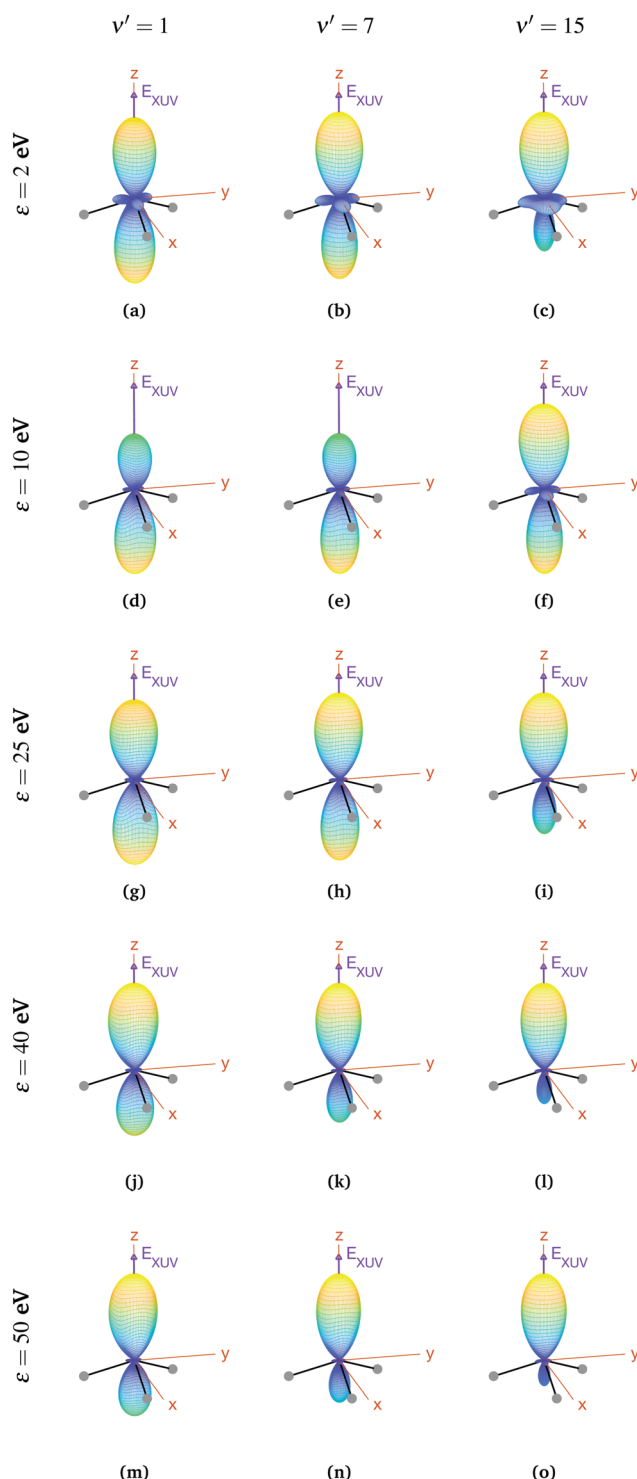 v′ = 1 v′ = 7 v′ = 15
ε = 2 eV
z z z
E_XUV E_XUV E_XUV
y y y
x x x
(a) (b) (c)
ε = 10 eV
z z z
E_XUV E_XUV E_XUV
y y y
x x x
(d) (e) (f)
ε = 25 eV
z z z
E_XUV E_XUV E_XUV
y y y
x x x
(g) (h) (i)
ε = 40 eV
z z z
E_XUV E_XUV E_XUV
y y y
x x x
(j) (k) (l)
ε = 50 eV
z z z
E_XUV E_XUV E_XUV
y y y
x x x
(m) (n) (o)